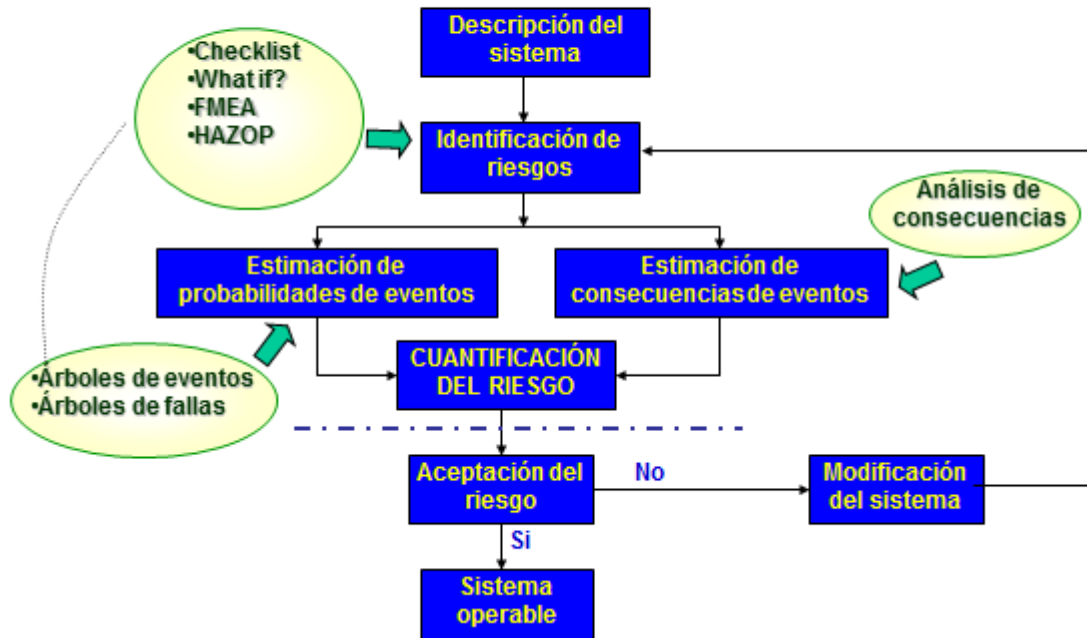 Descripción del
sistema
•Checklist
•What if?
•FMEA
•HAZOP
Identificación de
riesgos
Análisis de
consecuencias
Estimación de
probabilidades de eventos
Estimación de
consecuencias de eventos
•Árboles de eventos
•Árboles de fallas
CUANTIFICACIÓN
DEL RIESGO
Aceptación del
riesgo
No
Modificación
del sistema
Si
Sistema
operable